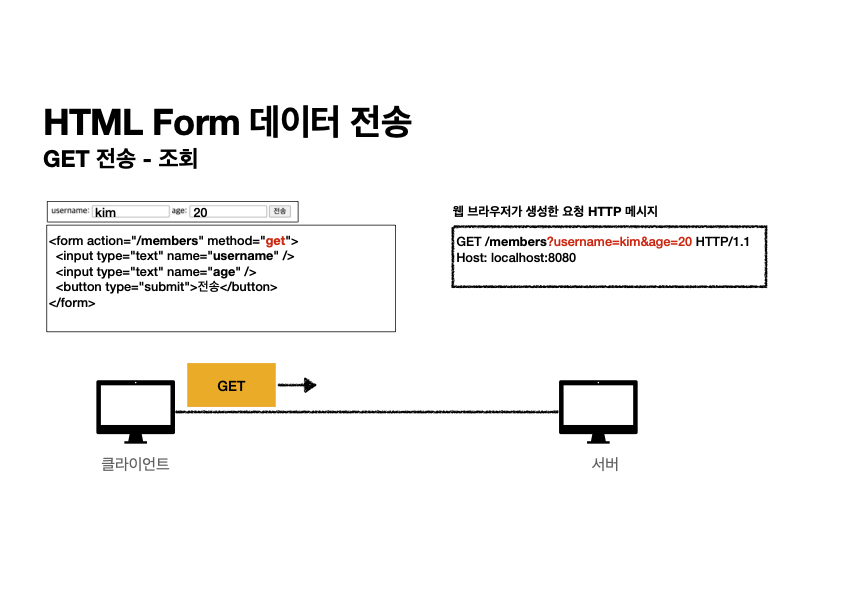 HTML Form 데이터 전송
GET 전송 - 조회
username: kim age: 20 전송
<form action="/members" method="get">
<input type="text" name="username" />
<input type="text" name="age" />
<button type="submit">전송</button>
</form>
웹 브라우저가 생성한 요청 HTTP 메시지
GET /members?username=kim&age=20 HTTP/1.1
Host: localhost:8080
GET
클라이언트
서버